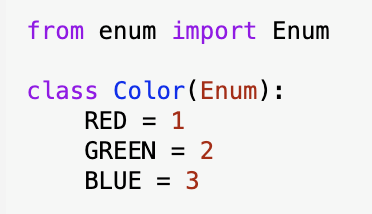 from enum import Enum

class Color(Enum):
    RED = 1
    GREEN = 2
    BLUE = 3